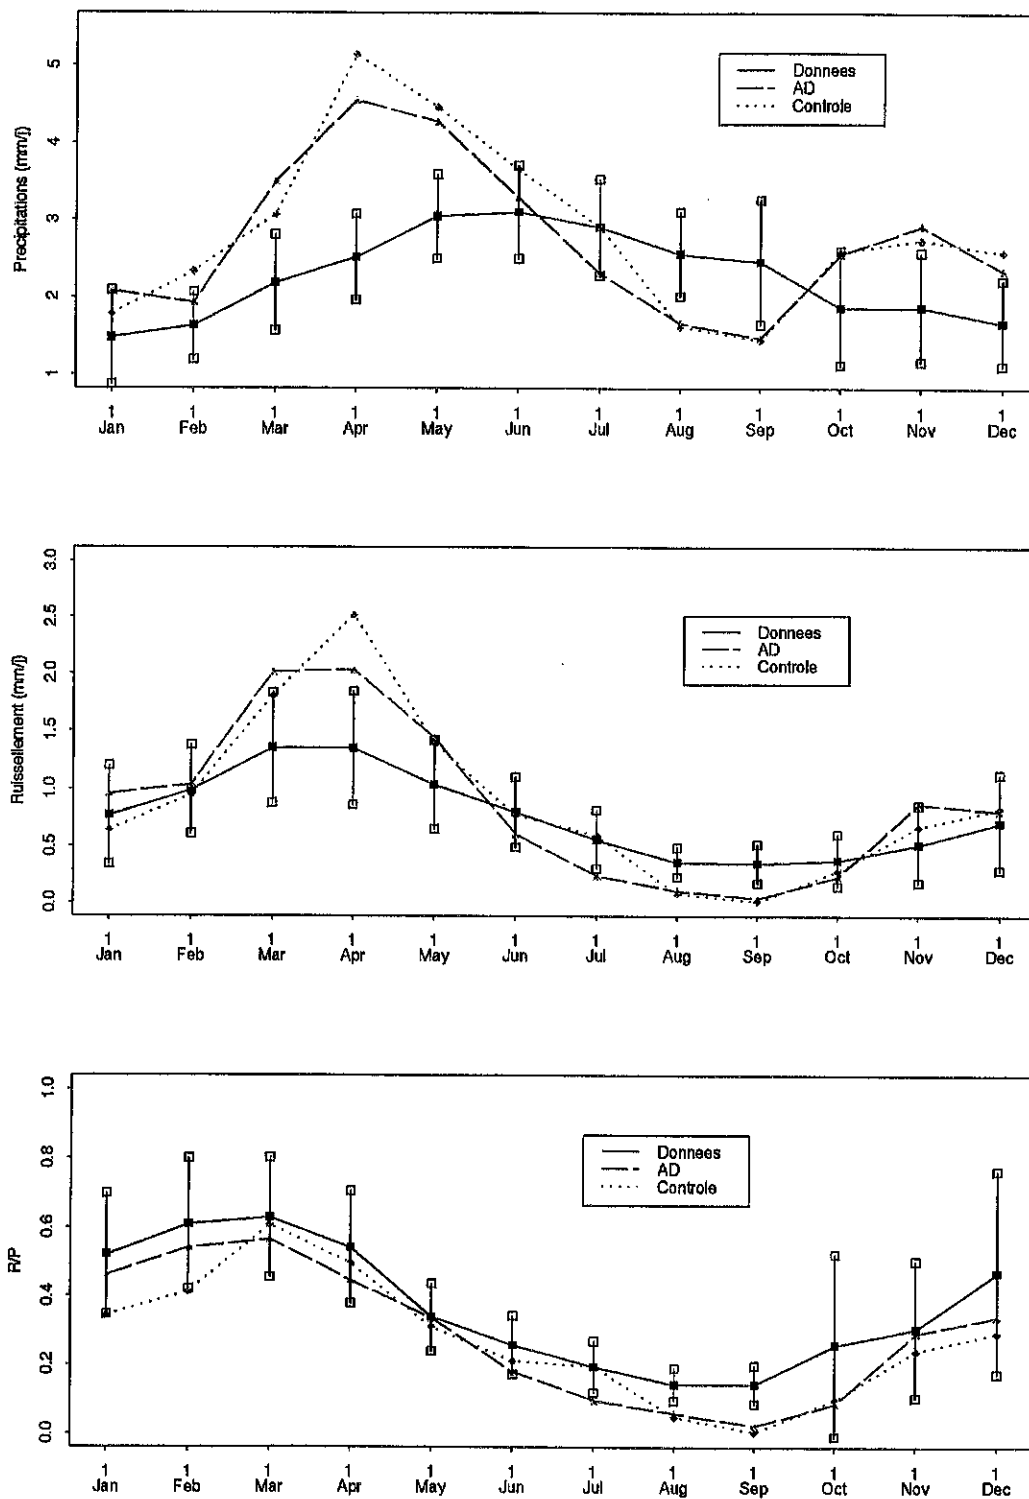 Precipitations (mm/j)
5
4
3
2
1
Donnees
AD
Controle
1 1 1 1 1 1 1 1 1 1 1 1
Jan Feb Mar Apr May Jun Jul Aug Sep Oct Nov Dec
Ruissellement (mm/j)
3.0
2.5
2.0
1.5
1.0
0.5
0.0
Donnees
AD
Controle
1 1 1 1 1 1 1 1 1 1 1 1
Jan Feb Mar Apr May Jun Jul Aug Sep Oct Nov Dec
R/P
1.0
0.8
0.6
0.4
0.2
0.0
Donnees
AD
Controle
1 1 1 1 1 1 1 1 1 1 1 1
Jan Feb Mar Apr May Jun Jul Aug Sep Oct Nov Dec